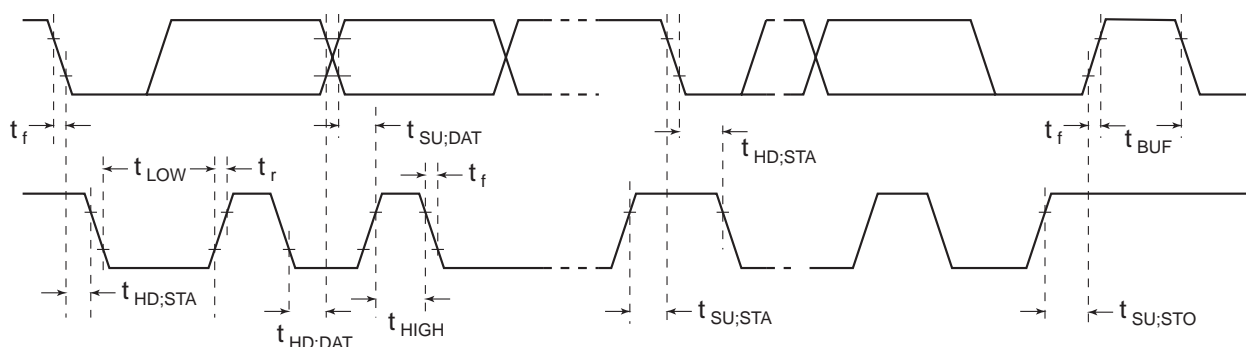 t f
t SU;DAT
t HD;STA
t f
t BUF
t LOW
t r
t f
t HD;STA
t HD;DAT
t HIGH
t SU;STA
t SU;STO